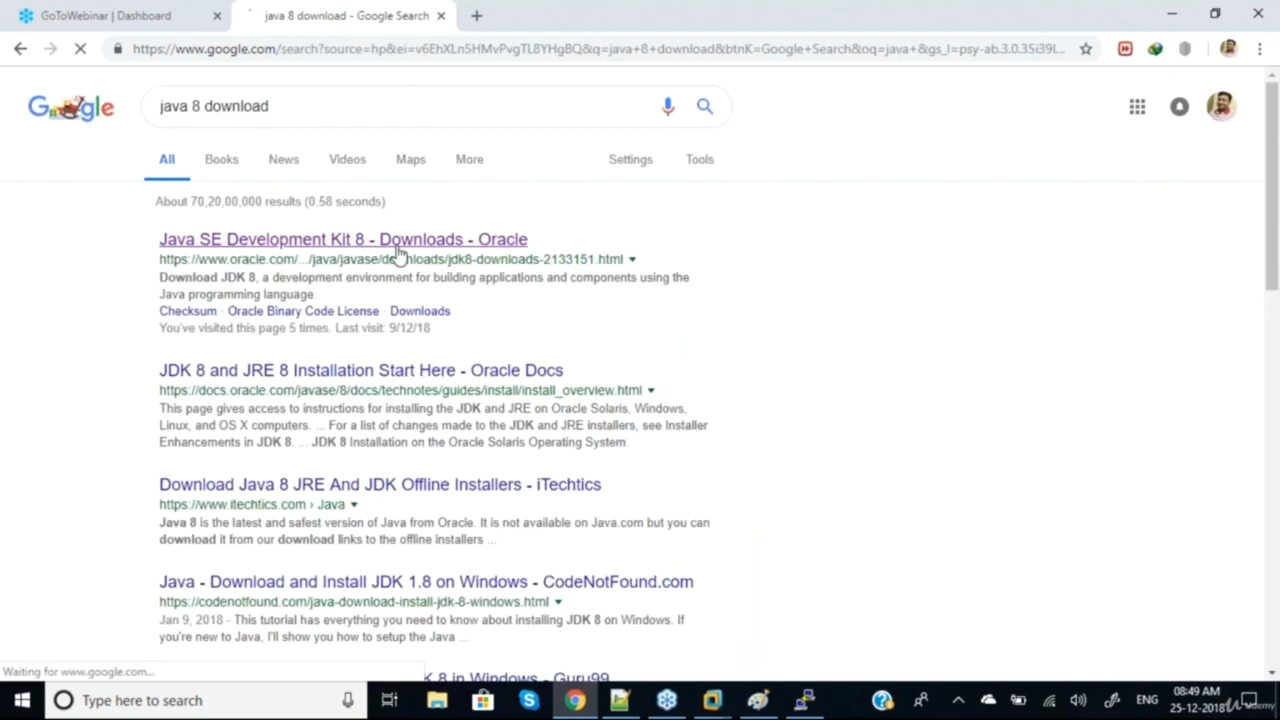 GoToWebinar | Dashboard
java 8 download - Google Search
https://www.google.com/search?source=hp&ei=v6EhXLn5HMvPvgTL8YHgBQ&q=java+8+download&btnK=Google+Search&oq=java+&gs_l=psy-ab.3.0.35i39l...
java 8 download
All Books News Videos Maps More Settings Tools
About 70,20,00,000 results (0.58 seconds)
Java SE Development Kit 8 - Downloads - Oracle
https://www.oracle.com/.../java/javase/downloads/jdk8-downloads-2133151.html
Download JDK 8, a development environment for building applications and components using the
Java programming language.
Checksum · Oracle Binary Code License · Downloads
You've visited this page 5 times. Last visit: 9/12/18
JDK 8 and JRE 8 Installation Start Here - Oracle Docs
https://docs.oracle.com/javase/8/docs/technotes/guides/install/install_overview.html
This page gives access to instructions for installing the JDK and JRE on Oracle Solaris, Windows,
Linux, and OS X computers. ... For a list of changes made to the JDK and JRE installers, see Installer
Enhancements in JDK 8. ... JDK 8 Installation on the Oracle Solaris Operating System.
Download Java 8 JRE And JDK Offline Installers - iTechtics
https://www.itechtics.com › Java
Java 8 is the latest and safest version of Java from Oracle. It is not available on Java.com but you can
download it from our download links to the offline installers ...
Java - Download and Install JDK 1.8 on Windows - CodeNotFound.com
https://codenotfound.com/java-download-install-jdk-8-windows.html
Jan 9, 2018 - This tutorial has everything you need to know about installing JDK 8 on Windows. If
you're new to Java, I'll show you how to setup the Java ...
K 8 in Windows - Guru99
Waiting for www.google.com...
Type here to search
ENG
08:49 AM
25-12-2018
Udemy